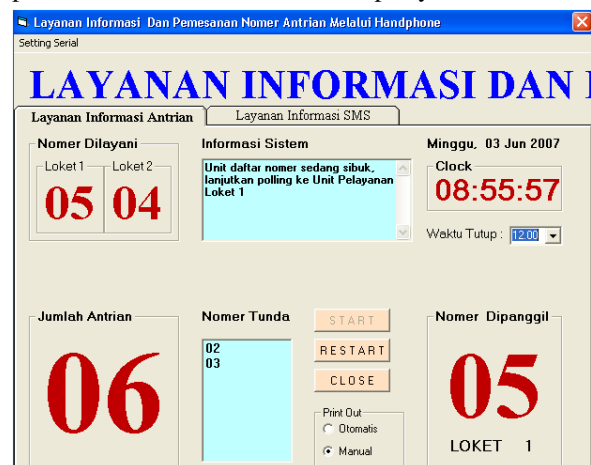 Layanan Informasi Dan Pemesanan Nomer Antrian Melalui Handphone
Setting Serial
LAYANAN INFORMASI DAN
Layanan Informasi Antrian
Layanan Informasi SMS
Nomer Dilayani
Loket 1
Loket 2
05
04
Informasi Sistem
Unit daftar nomer sedang sibuk,
lanjutkan polling ke Unit Pelayanan
Loket 1
Minggu, 03 Jun 2007
Clock
08:55:57
Waktu Tutup : 12.00
Jumlah Antrian
06
Nomer Tunda
02
03
START
RESTART
CLOSE
Print Out
Otomatis
Manual
Nomor Dipanggil
05
LOKET 1